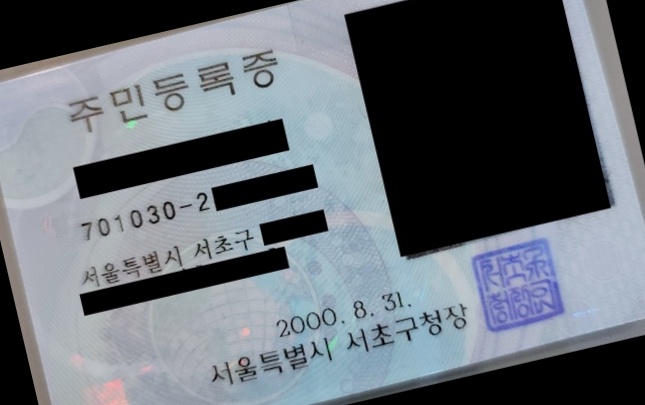 주민등록증
701030-2
서울특별시 서초구
2000. 8. 31.
서울특별시 서초구청장